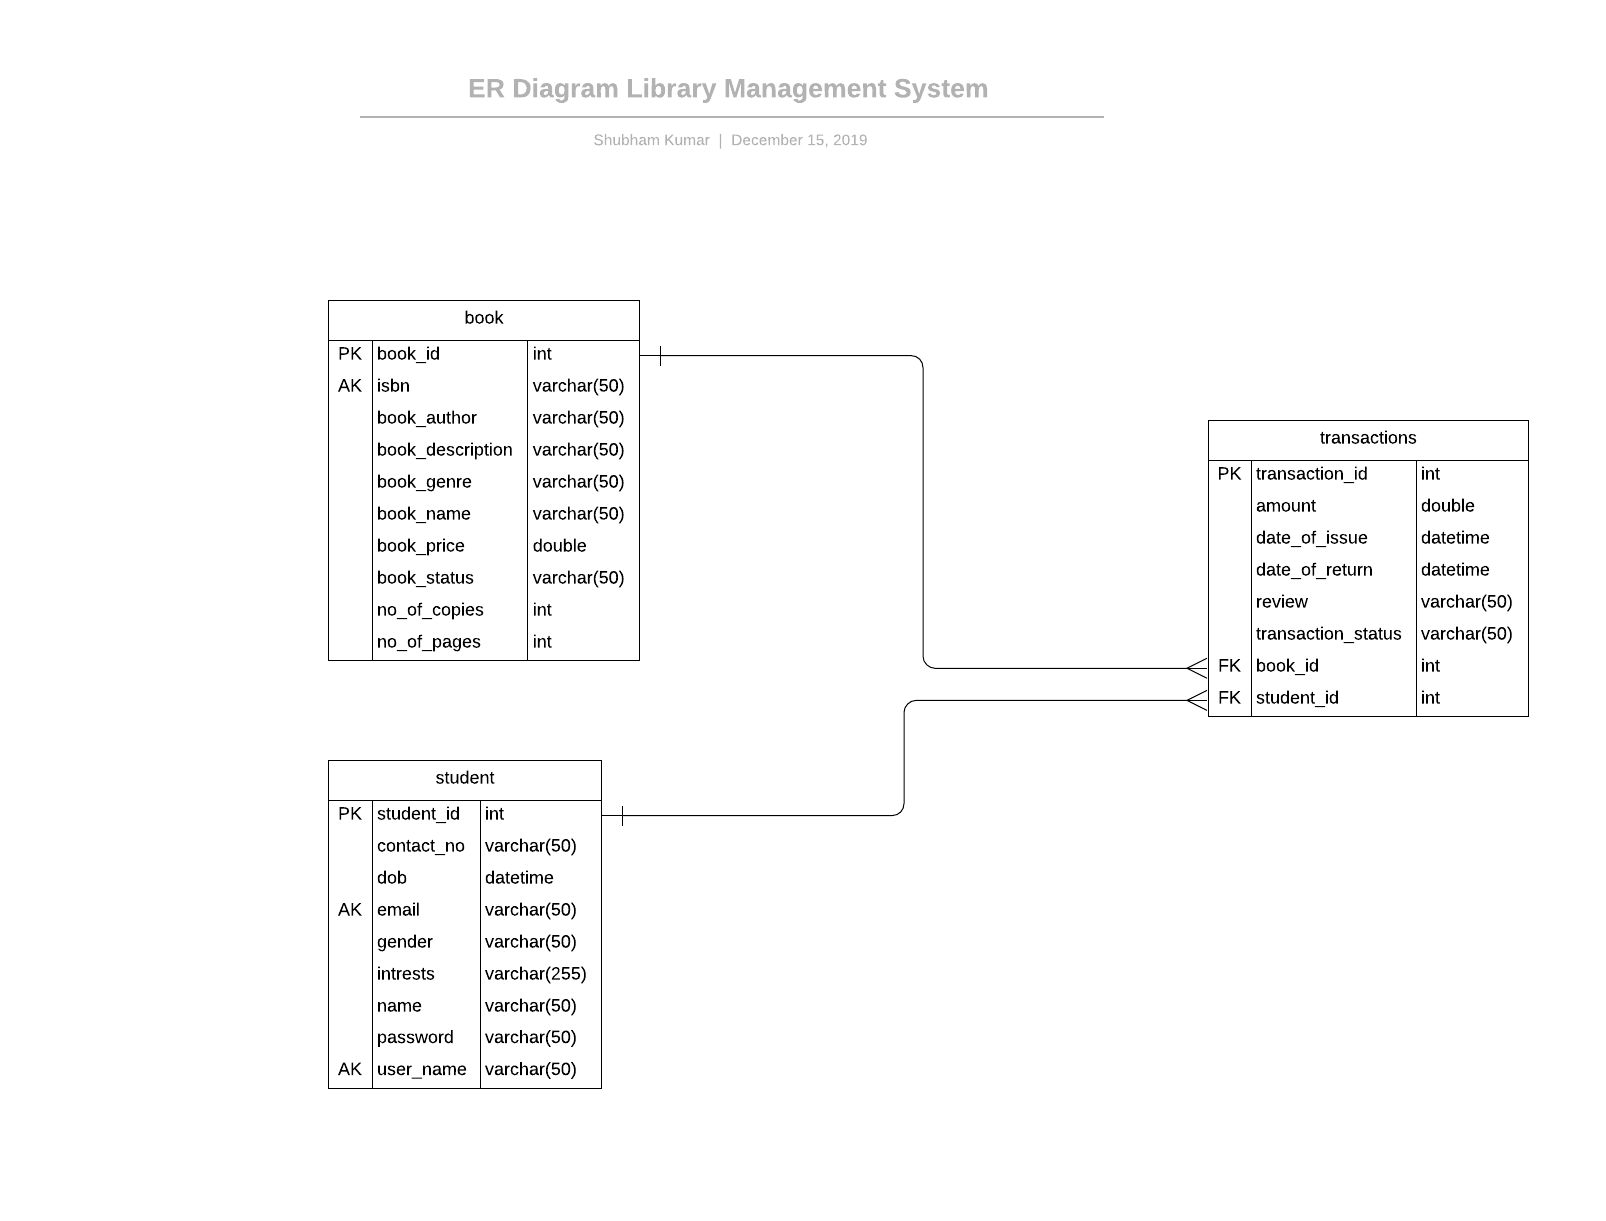 ER Diagram Library Management System
Shubham Kumar | December 15, 2019
book
PK book_id int
AK isbn varchar(50)
book_author varchar(50)
book_description varchar(50)
book_genre varchar(50)
book_name varchar(50)
book_price double
book_status varchar(50)
no_of_copies int
no_of_pages int
transactions
PK transaction_id int
amount double
date_of_issue datetime
date_of_return datetime
review varchar(50)
transaction_status varchar(50)
FK book_id int
FK student_id int
student
PK student_id int
contact_no varchar(50)
dob datetime
AK email varchar(50)
gender varchar(50)
intrests varchar(255)
name varchar(50)
password varchar(50)
AK user_name varchar(50)